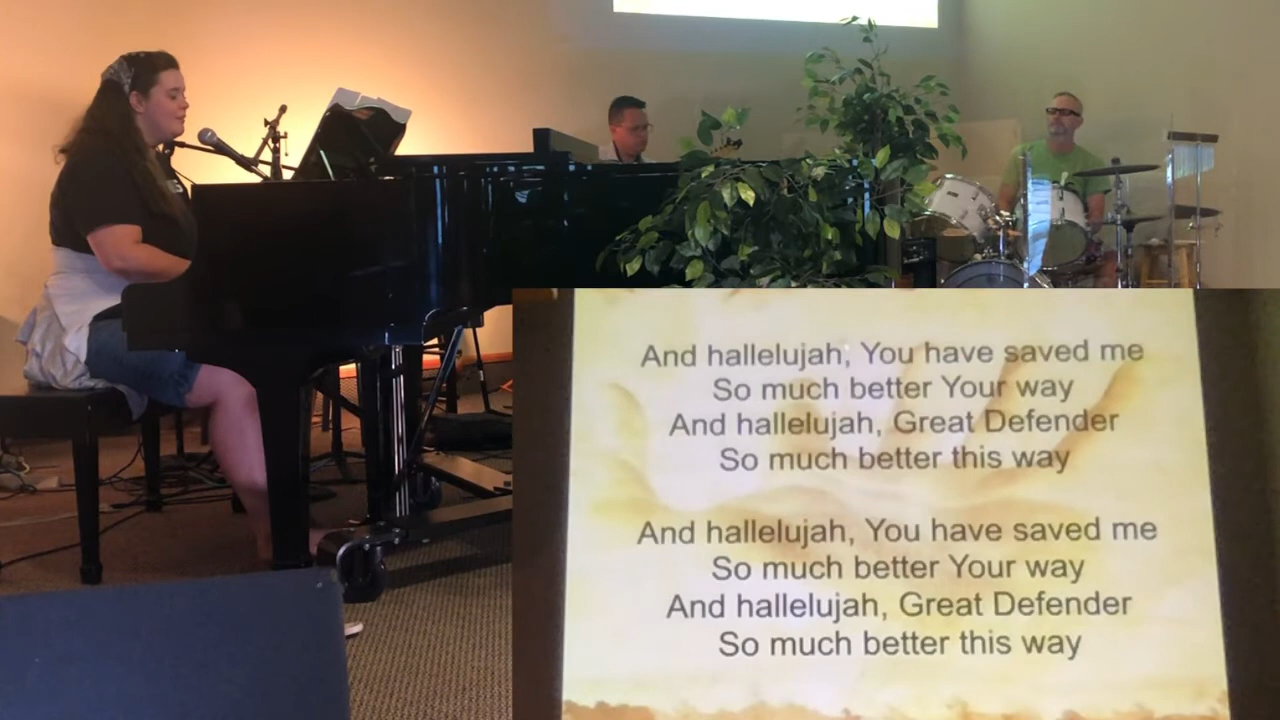 And hallelujah, You have saved me
So much better Your way
And hallelujah, Great Defender
So much better this way
And hallelujah, You have saved me
So much better Your way
And hallelujah, Great Defender
So much better this way